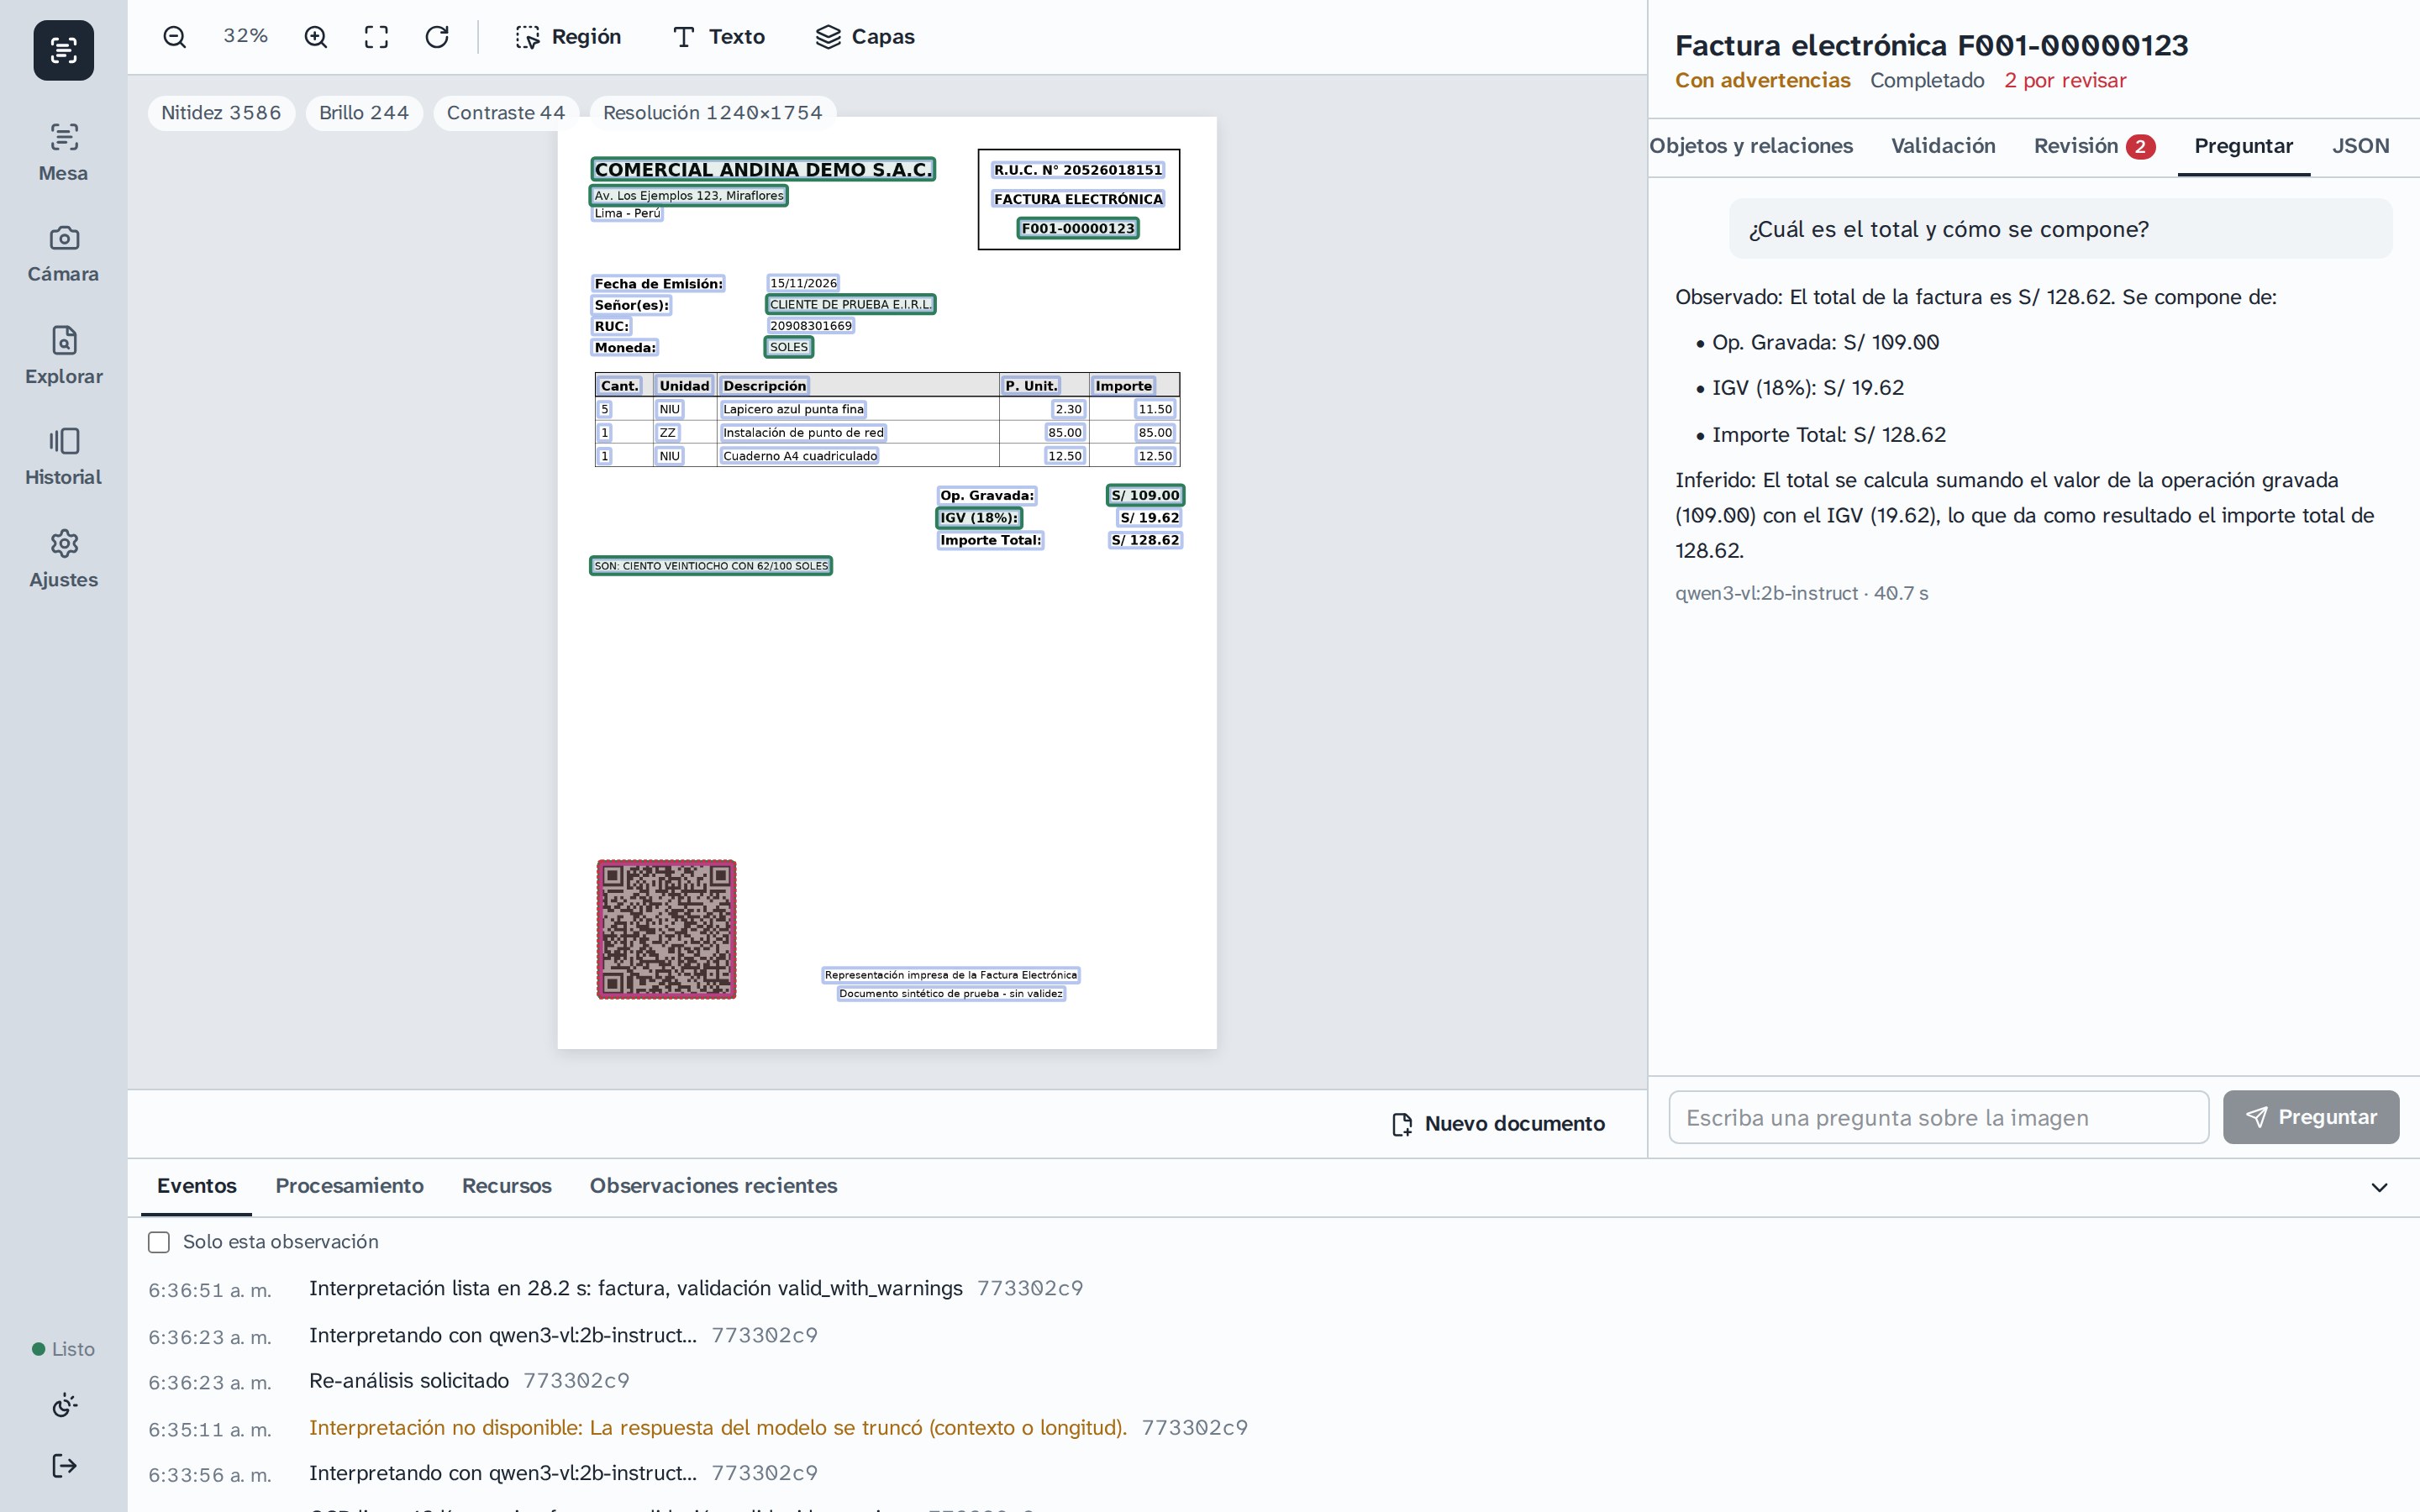 Mesa
Cámara
Explorar
Historial
Ajustes
Listo
32%
Región
Texto
Capas
Nitidez 3586
Brillo 244
Contraste 44
Resolución 1240×1754
COMERCIAL ANDINA DEMO S.A.C.
Av. Los Ejemplos 123, Miraflores
Lima - Perú
R.U.C. N° 20526018151
FACTURA ELECTRÓNICA
F001-00000123
Fecha de Emisión: 15/11/2026
Señor(es): CLIENTE DE PRUEBA E.I.R.L.
RUC: 20908301669
Moneda: SOLES
Cant. Unidad Descripción P. Unit. Importe
5 NIU Lapicero azul punta fina 2.30 11.50
1 ZZ Instalación de punto de red 85.00 85.00
1 NIU Cuaderno A4 cuadriculado 12.50 12.50
Op. Gravada: S/ 109.00
IGV (18%): S/ 19.62
Importe Total: S/ 128.62
SON: CIENTO VEINTIOCHO CON 62/100 SOLES
Representación impresa de la Factura Electrónica
Documento sintético de prueba - sin validez
Nuevo documento
Factura electrónica F001-00000123
Con advertencias Completado 2 por revisar
Objetos y relaciones Validación Revisión 2 Preguntar JSON
¿Cuál es el total y cómo se compone?
Observado: El total de la factura es S/ 128.62. Se compone de:
• Op. Gravada: S/ 109.00
• IGV (18%): S/ 19.62
• Importe Total: S/ 128.62
Inferido: El total se calcula sumando el valor de la operación gravada
(109.00) con el IGV (19.62), lo que da como resultado el importe total de
128.62.
qwen3-vl:2b-instruct · 40.7 s
Escriba una pregunta sobre la imagen
Preguntar
Eventos Procesamiento Recursos Observaciones recientes
Solo esta observación
6:36:51 a. m. Interpretación lista en 28.2 s: factura, validación valid_with_warnings 773302c9
6:36:23 a. m. Interpretando con qwen3-vl:2b-instruct... 773302c9
6:36:23 a. m. Re-análisis solicitado 773302c9
6:35:11 a. m. Interpretación no disponible: La respuesta del modelo se truncó (contexto o longitud). 773302c9
6:33:56 a. m. Interpretando con qwen3-vl:2b-instruct... 773302c9